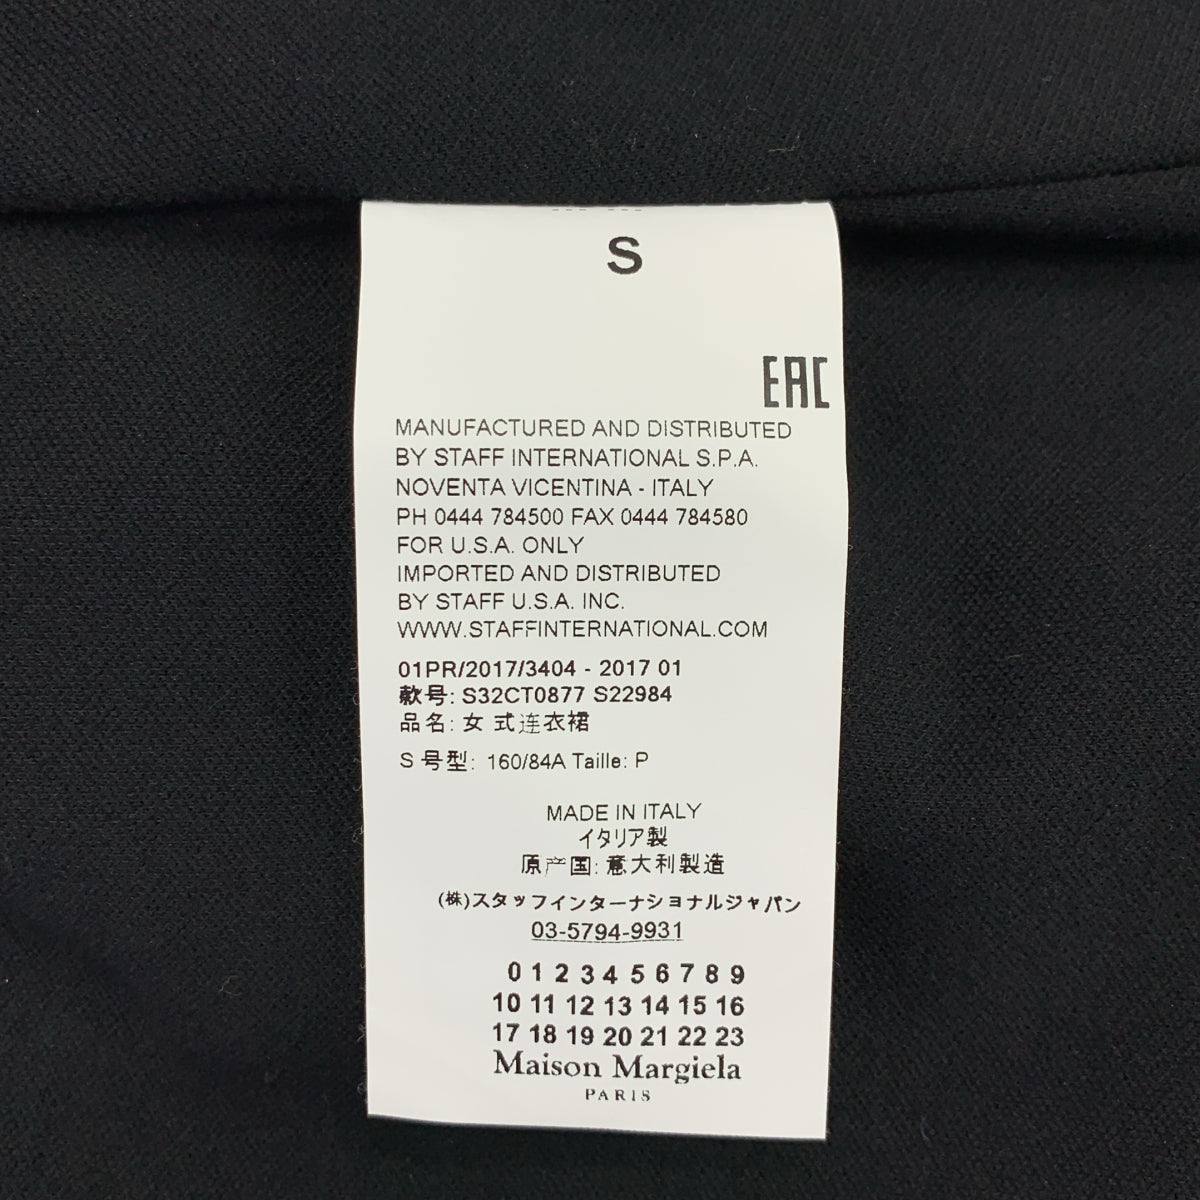 S
EAC
MANUFACTURED AND DISTRIBUTED
BY STAFF INTERNATIONAL S.P.A.
NOVENTA VICENTINA - ITALY
PH 0444 784500 FAX 0444 784580
FOR U.S.A. ONLY
IMPORTED AND DISTRIBUTED
BY STAFF U.S.A. INC.
WWW.STAFFINTERNATIONAL.COM
01PR/2017/3404 - 2017 01
款号: S32CT0877 S22984
品名: 女 式连衣裙
S 号型: 160/84A Taille: P
MADE IN ITALY
イタリア製
原产国: 意大利製造
(株)スタッフインターナショナルジャパン
03-5794-9931
0 1 2 3 4 5 6 7 8 9
10 11 12 13 14 15 16
17 18 19 20 21 22 23
Maison Margiela
PARIS